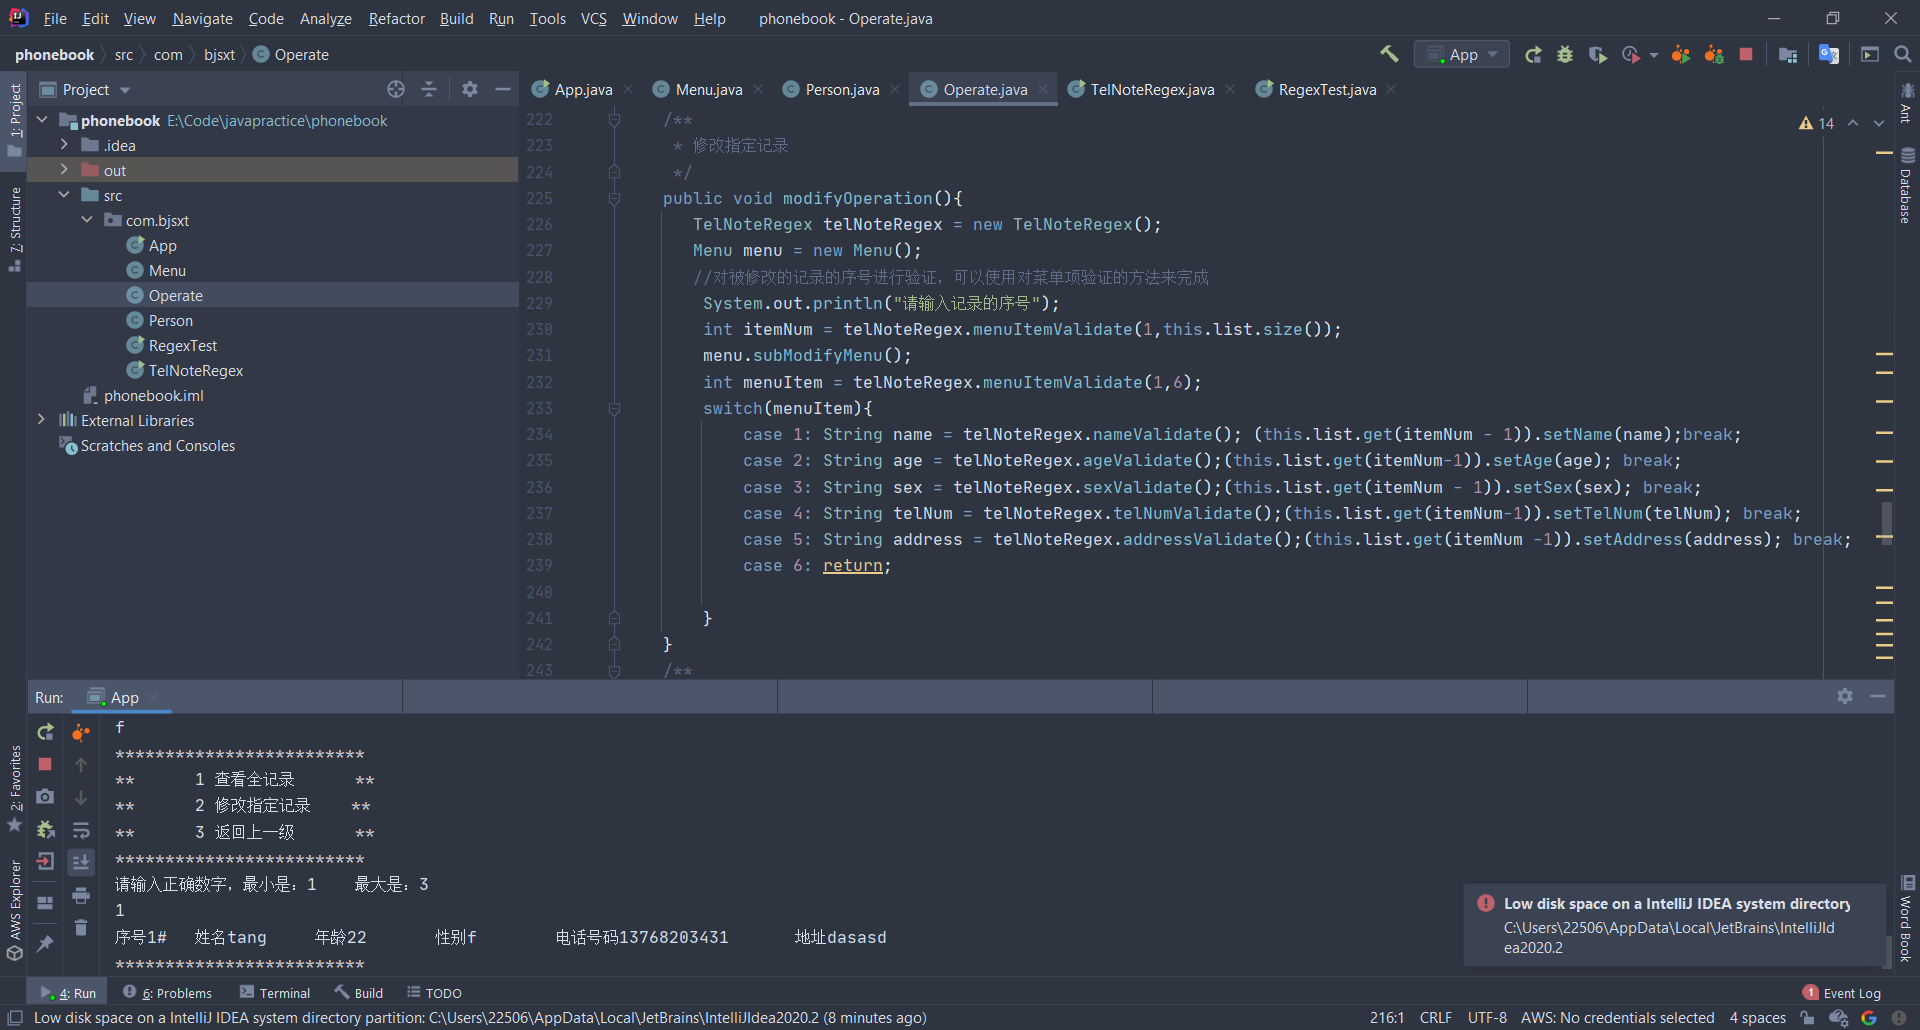 File Edit View Navigate Code Analyze Refactor Build Run Tools VCS Window Help phonebook - Operate.java
phonebook src com bjsxt Operate App
Project App.java Menu.java Person.java Operate.java TelNoteRegex.java RegexTest.java
1: Project
7: Structure
2: Favorites
AWS Explorer
phonebook E:\Code\javapractice\phonebook
.idea
out
src
com.bjsxt
App
Menu
Operate
Person
RegexTest
TelNoteRegex
phonebook.iml
External Libraries
Scratches and Consoles
14
222 /**
223 * 修改指定记录
224 */
225 public void modifyOperation(){
226 TelNoteRegex telNoteRegex = new TelNoteRegex();
227 Menu menu = new Menu();
228 //对被修改的记录的序号进行验证，可以使用对菜单项验证的方法来完成
229 System.out.println("请输入记录的序号");
230 int itemNum = telNoteRegex.menuItemValidate(1,this.list.size());
231 menu.subModifyMenu();
232 int menuItem = telNoteRegex.menuItemValidate(1,6);
233 switch(menuItem){
234 case 1: String name = telNoteRegex.nameValidate(); (this.list.get(itemNum - 1)).setName(name);break;
235 case 2: String age = telNoteRegex.ageValidate();(this.list.get(itemNum-1)).setAge(age); break;
236 case 3: String sex = telNoteRegex.sexValidate();(this.list.get(itemNum - 1)).setSex(sex); break;
237 case 4: String telNum = telNoteRegex.telNumValidate();(this.list.get(itemNum-1)).setTelNum(telNum); break;
238 case 5: String address = telNoteRegex.addressValidate();(this.list.get(itemNum -1)).setAddress(address); break;
239 case 6: return;
240
241 }
242 }
243 /**
Ant
Database
Word Book
Run: App
f
*************************
** 1 查看全记录 **
** 2 修改指定记录 **
** 3 返回上一级 **
*************************
请输入正确数字，最小是：1 最大是：3
1
序号1# 姓名tang 年龄22 性别f 电话号码13768203431 地址dasasd
*************************
Low disk space on a IntelliJ IDEA system directory
C:\Users\22506\AppData\Local\JetBrains\IntelliJId
ea2020.2
4: Run 6: Problems Terminal Build TODO 1 Event Log
Low disk space on a IntelliJ IDEA system directory partition: C:\Users\22506\AppData\Local\JetBrains\IntelliJIdea2020.2 (8 minutes ago) 216:1 CRLF UTF-8 AWS: No credentials selected 4 spaces